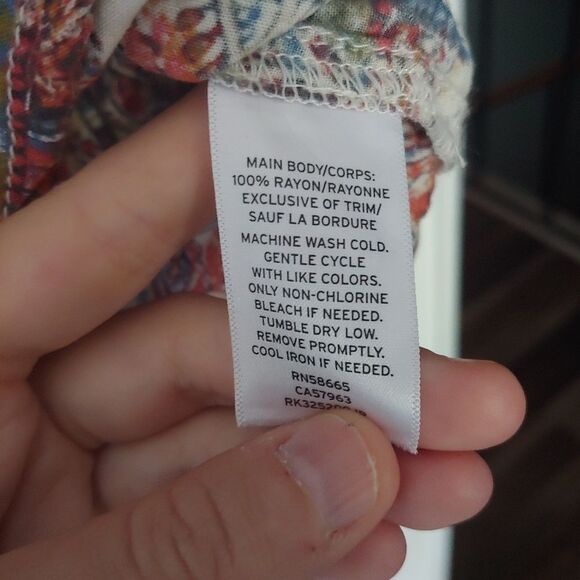 MAIN BODY/CORPS:
100% RAYON/RAYONNE
EXCLUSIVE OF TRIM/
SAUF LA BORDURE
MACHINE WASH COLD.
GENTLE CYCLE
WITH LIKE COLORS.
ONLY NON-CHLORINE
BLEACH IF NEEDED.
TUMBLE DRY LOW.
REMOVE PROMPTLY.
COOL IRON IF NEEDED.
RN58665
CA57963